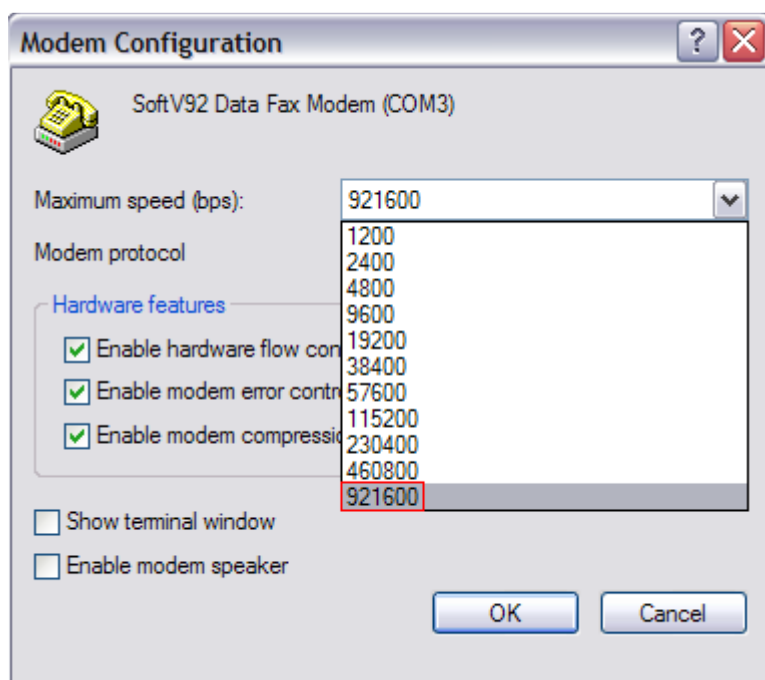 Modem Configuration
SoftV92 Data Fax Modem (COM3)
Maximum speed (bps): 921600
1200
2400
Modem protocol
4800
9600
Hardware features
19200
Enable hardware flow con
38400
Enable modem error contr
57600
115200
Enable modem compressio
230400
460800
921600
Show terminal window
Enable modem speaker
OK Cancel